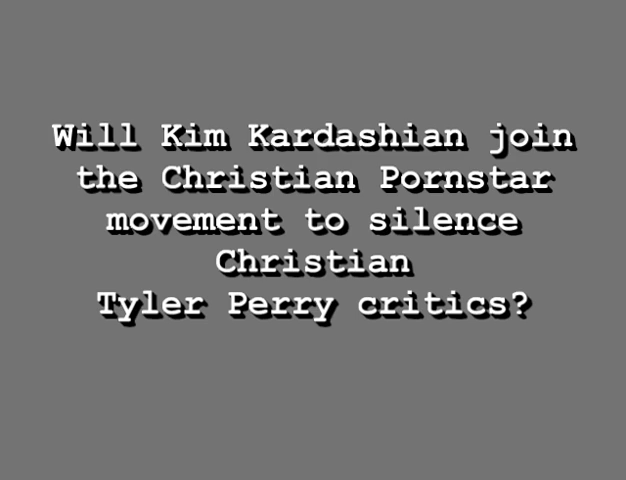 Will Kim Kardashian join
the Christian Pornstar
movement to silence
Christian
Tyler Perry critics?